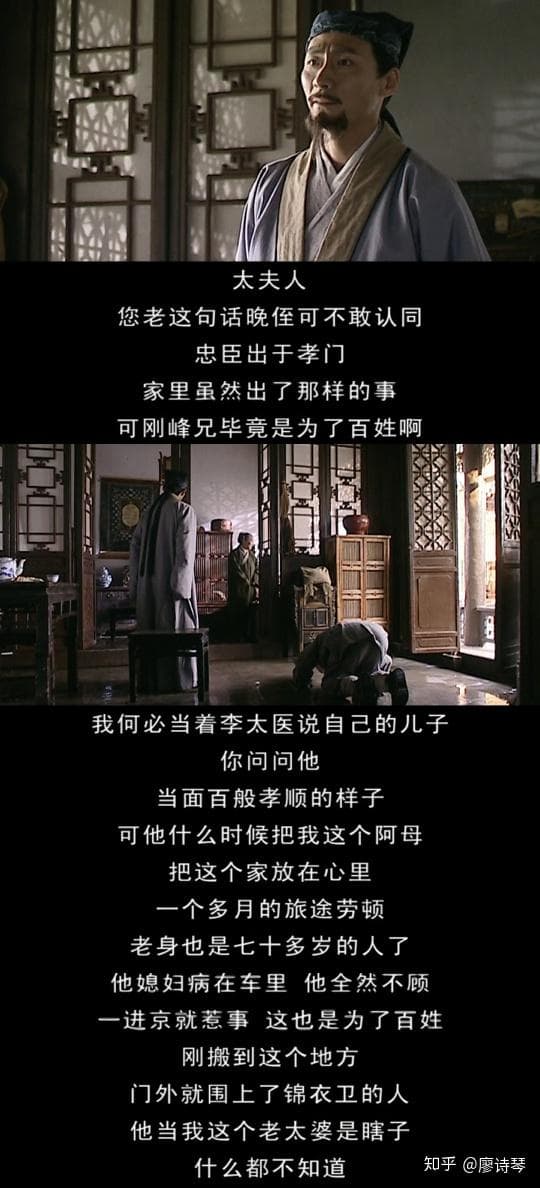 太夫人
您老这句话晚侄可不敢认同
忠臣出于孝门
家里虽然出了那样的事
可刚峰兄毕竟是为了百姓啊
我何必当着李太医说自己的儿子
你问问他
当面百般孝顺的样子
可他什么时候把我这个阿母
把这个家放在心里
一个多月的旅途劳顿
老身也是七十多岁的人了
他媳妇病在车里 他全然不顾
一进京就惹事 这也是为了百姓
刚搬到这个地方
门外就围上了锦衣卫的人
他当我这个老太婆是瞎子
什么都不知道
知乎 @廖诗琴